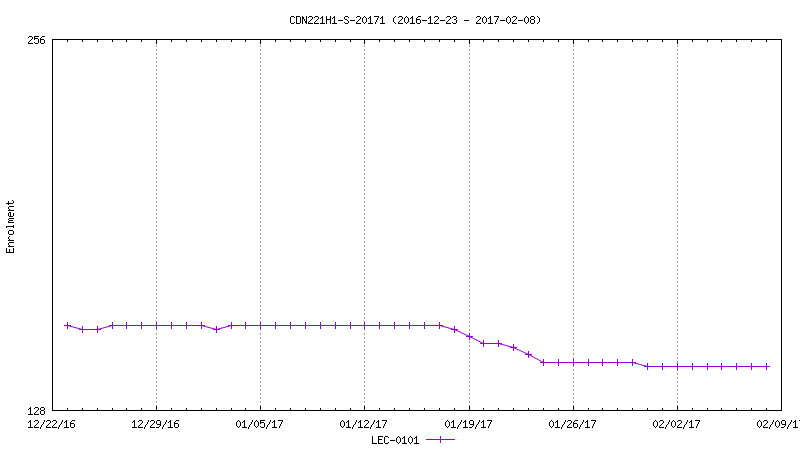 CDN221H1-S-20171 (2016-12-23 - 2017-02-08)
256
Enrolment
128
12/22/16 12/29/16 01/05/17 01/12/17 01/19/17 01/26/17 02/02/17 02/09/17
LEC-0101